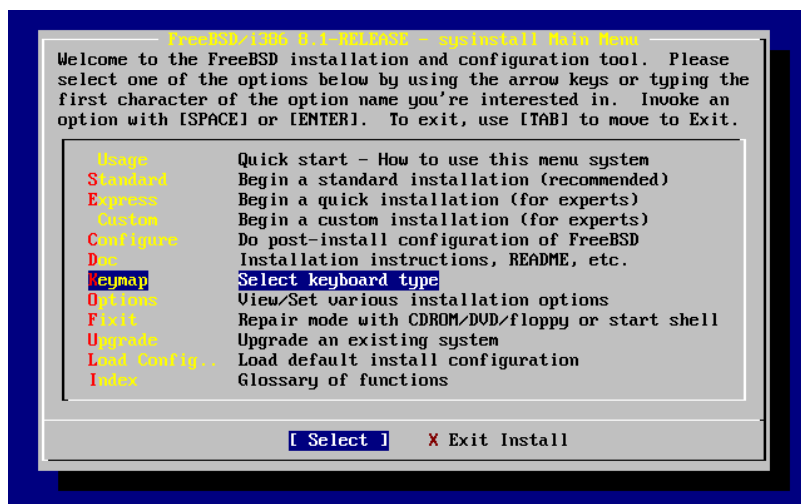 FreeBSD/i386 8.1-RELEASE - sysinstall Main Menu
Welcome to the FreeBSD installation and configuration tool.  Please
select one of the options below by using the arrow keys or typing the
first character of the option name you're interested in.  Invoke an
option with [SPACE] or [ENTER].  To exit, use [TAB] to move to Exit.
Usage Quick start - How to use this menu system
Standard Begin a standard installation (recommended)
Express Begin a quick installation (for experts)
Custom Begin a custom installation (for experts)
Configure Do post-install configuration of FreeBSD
Doc Installation instructions, README, etc.
Keymap Select keyboard type
Options View/Set various installation options
Fixit Repair mode with CDROM/DVD/floppy or start shell
Upgrade Upgrade an existing system
Load Config.. Load default install configuration
Index Glossary of functions
[ Select ] X Exit Install